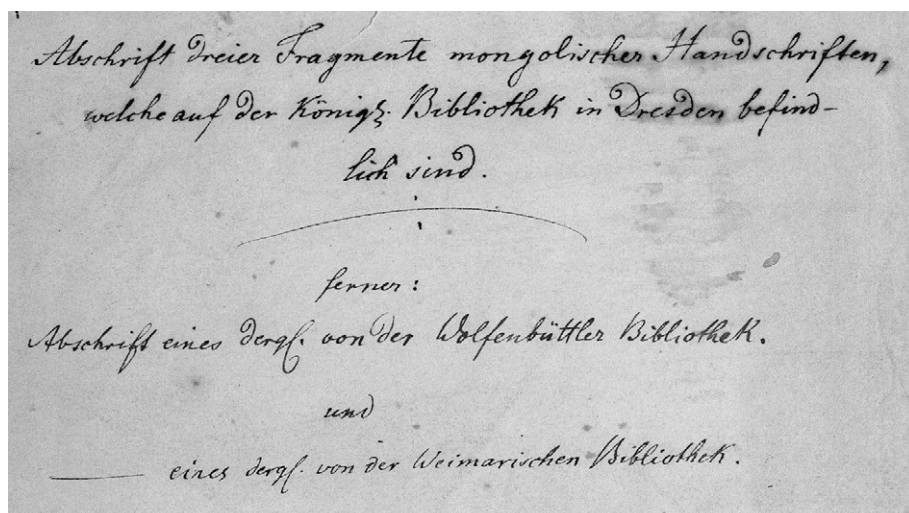 Abschrift dreier Fragmente mongolischer Handschriften,
welche auf der Königl. Bibliothek in Dresden befind-
lich sind.
ferner:
Abschrift eines dergl. von der Wolfenbüttler Bibliothek.
und
—— eines dergl. von der Weimarischen Bibliothek.